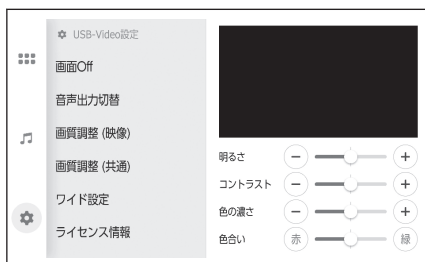 USB-Video設定
画面Off
音声出力切替
画質調整 (映像)
画質調整 (共通)
ワイド設定
ライセンス情報
明るさ − +
コントラスト − +
色の濃さ − +
色合い 赤 緑